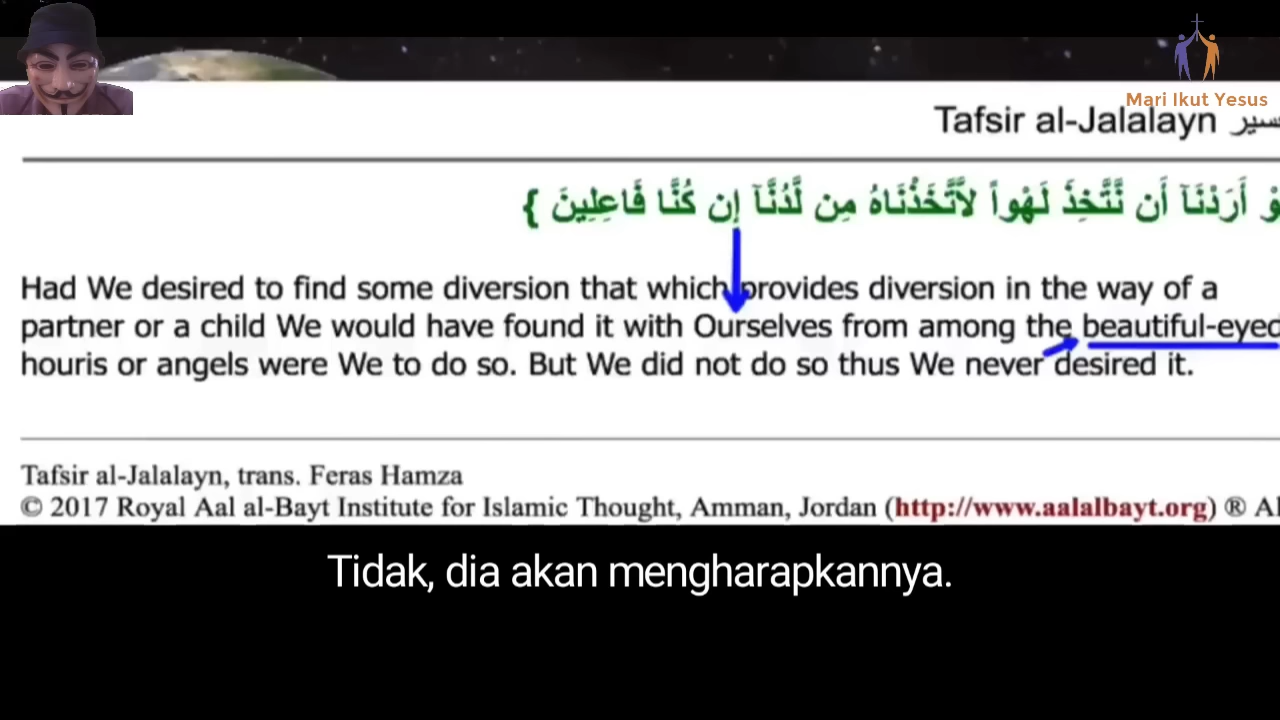 Mari Ikut Yesus
Tafsir al-Jalalayn
أَرَدْنَآ أَن نَّتَّخِذَ لَهْواً لاَّتَّخَذْنَاهُ مِن لَّدُنَّآ إِن كُنَّا فَاعِلِينَ }
Had We desired to find some diversion that which provides diversion in the way of a
partner or a child We would have found it with Ourselves from among the beautiful-eyed
houris or angels were We to do so. But We did not do so thus We never desired it.
Tafsir al-Jalalayn, trans. Feras Hamza
© 2017 Royal Aal al-Bayt Institute for Islamic Thought, Amman, Jordan (http://www.aalalbayt.org) ®
Tidak, dia akan mengharapkannya.